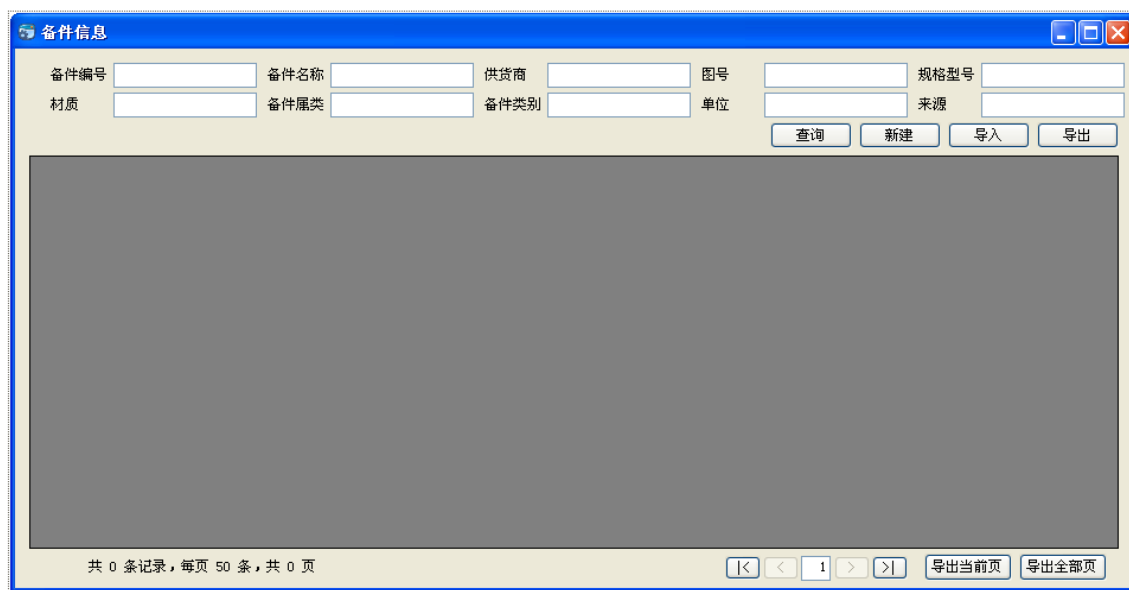 备件信息
备件编号 备件名称 供货商 图号 规格型号
材质 备件属类 备件类别 单位 来源
查询 新建 导入 导出
共 0 条记录，每页 50 条，共 0 页 |< < 1 > >| 导出当前页 导出全部页